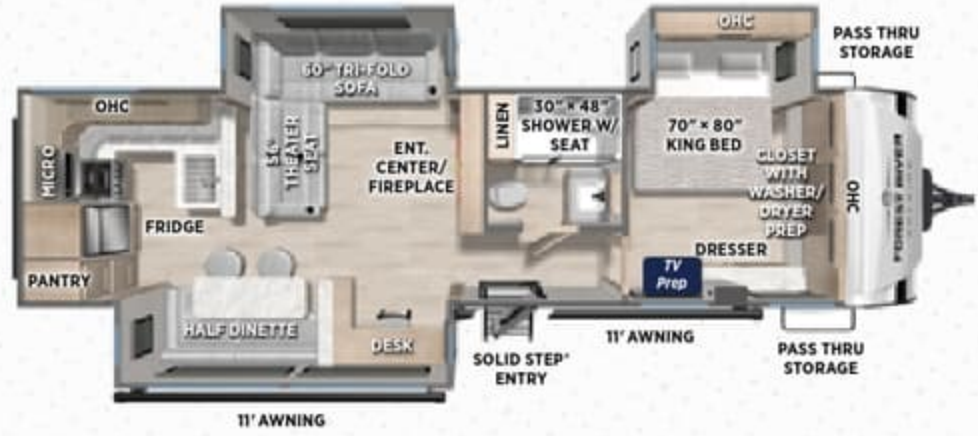 OHC
PASS THRU
STORAGE
60" TRI-FOLD
SOFA
OHC
LINEN
30" × 48"
SHOWER W/
SEAT
70" × 80"
KING BED
MICRO
THEATER
SEAT
ENT.
CENTER/
FIREPLACE
CLOSET
WITH
WASHER/
DRYER
PREP
OHC
FOREST RIVER
FRIDGE
DRESSER
PANTRY
TV
Prep
HALF DINETTE
DESK
SOLID STEP®
ENTRY
11' AWNING
PASS THRU
STORAGE
11' AWNING